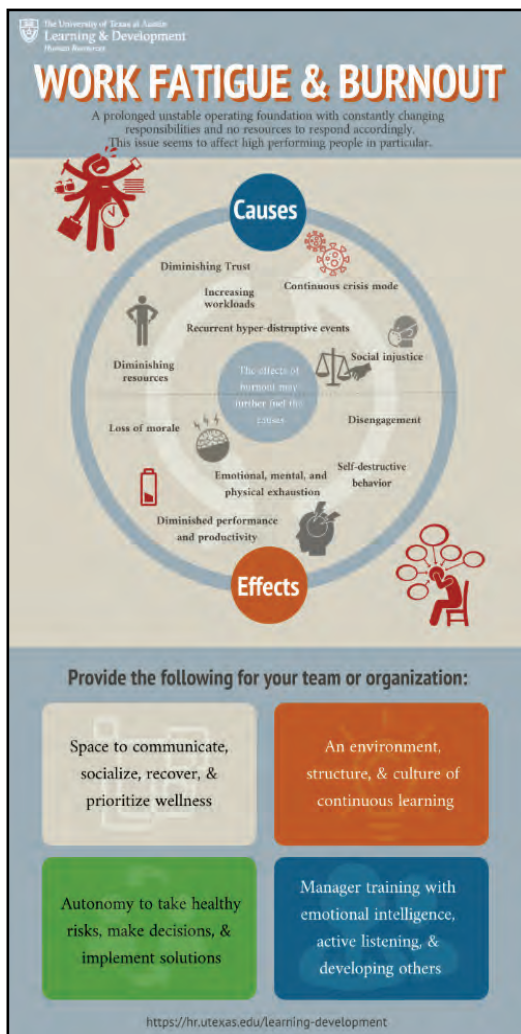 The University of Texas at Austin
Learning & Development
Human Resources
WORK FATIGUE & BURNOUT
A prolonged unstable operating foundation with constantly changing
responsibilities and no resources to respond accordingly.
This issue seems to affect high performing people in particular.
Causes
Diminishing Trust
Continuous crisis mode
Increasing
workloads
Recurrent hyper-disruptive events
Social injustice
Diminishing
resources
The effects of
burnout may
further fuel the
causes
Loss of morale
Disengagement
Self-destructive
behavior
Emotional, mental, and
physical exhaustion
Diminished performance
and productivity
Effects
Provide the following for your team or organization:
Space to communicate,
socialize, recover, &
prioritize wellness
An environment,
structure, & culture of
continuous learning
Autonomy to take healthy
risks, make decisions, &
implement solutions
Manager training with
emotional intelligence,
active listening, &
developing others
https://hr.utexas.edu/learning-development